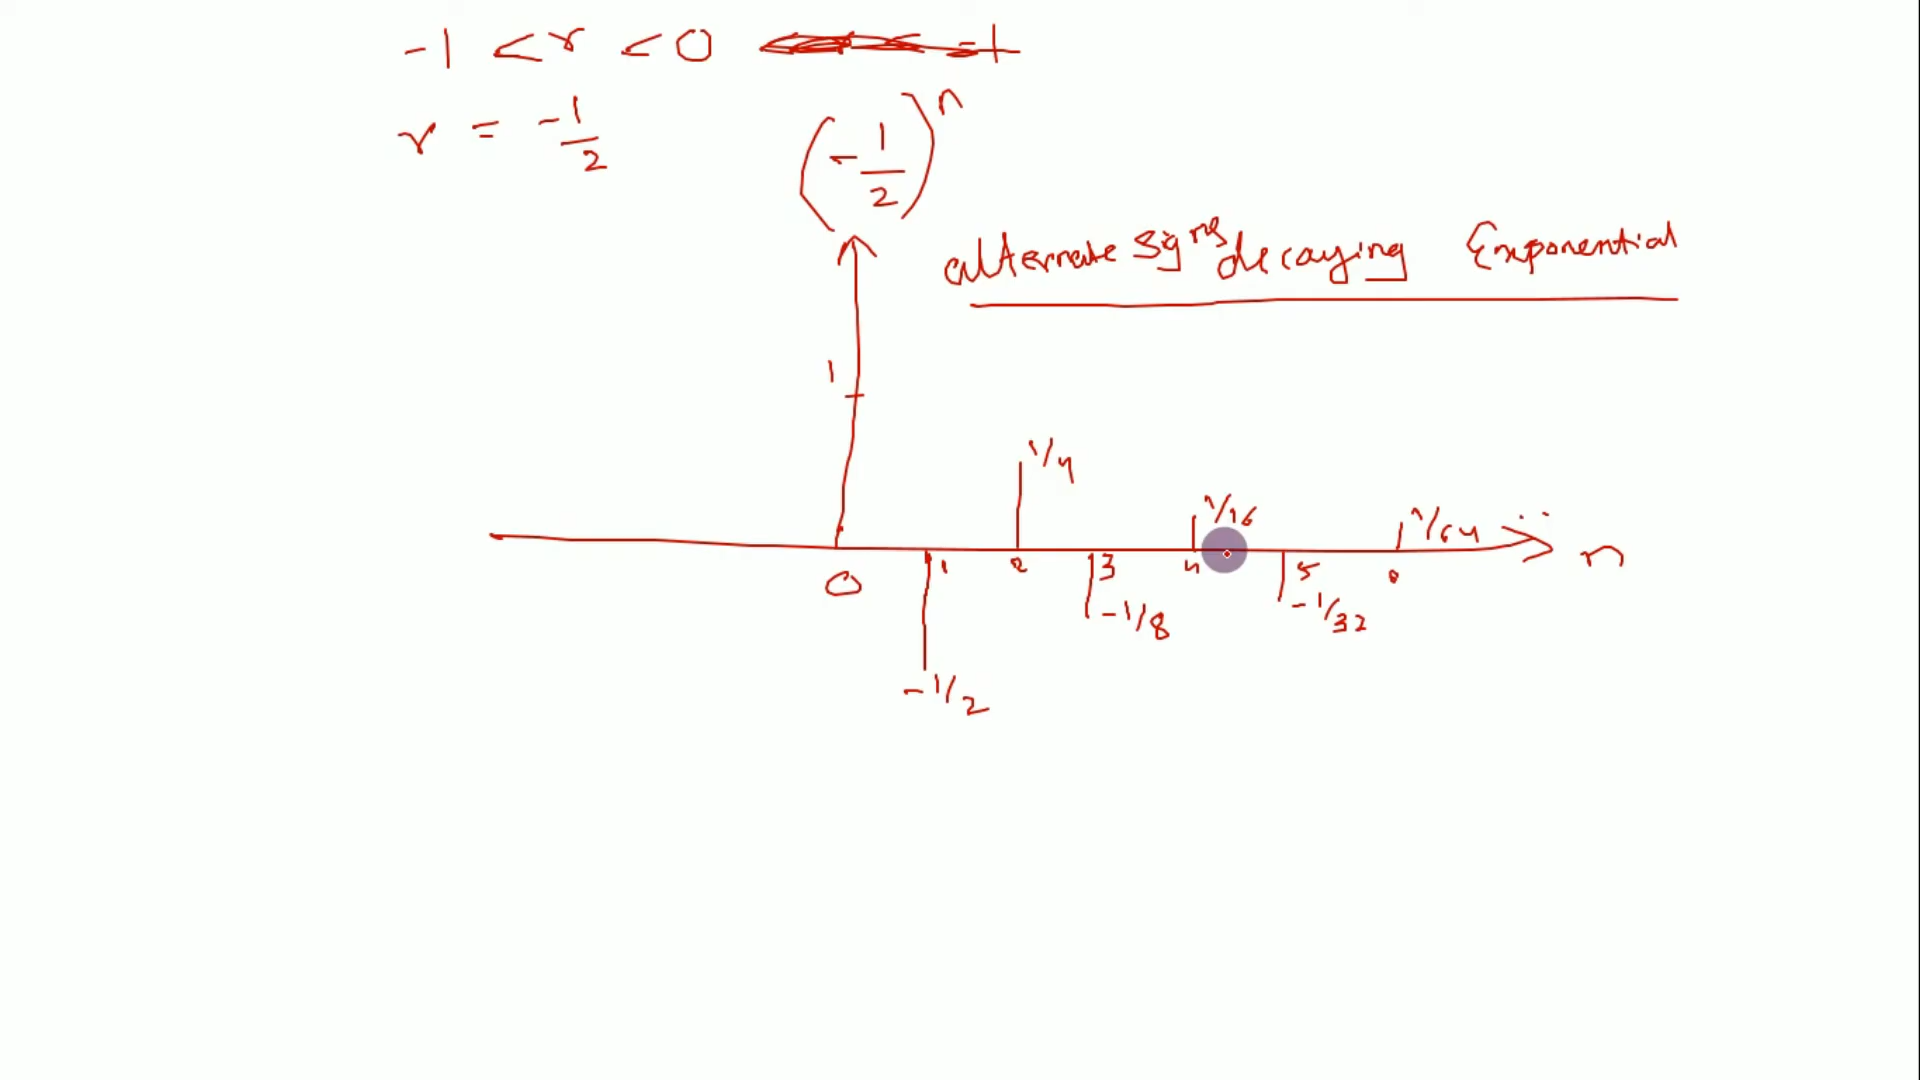 -1 < r < 0
r = -1/2
(-1/2)^n
alternate Signs decaying Exponential
1
1/4
1/16
1/64 ..
0 1 2 3 4 5
n
-1/8
-1/32
-1/2